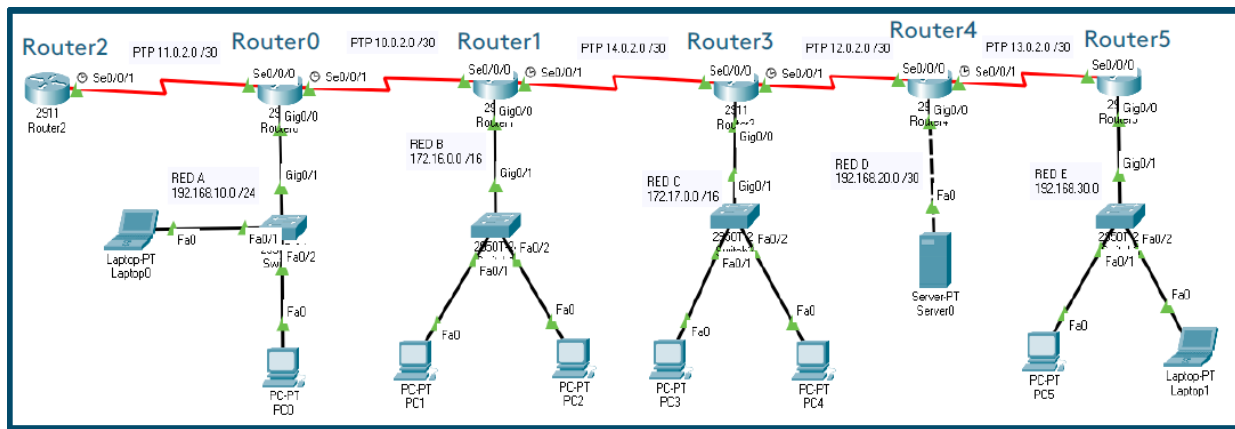 Router2
PTP 11.0.2.0 /30
Router0
PTP 10.0.2.0 /30
Router1
PTP 14.0.2.0 /30
Router3
PTP 12.0.2.0 /30
Router4
PTP 13.0.2.0 /30
Router5
Se0/0/1
Se0/0/0
Se0/0/1
Se0/0/0
Se0/0/1
Se0/0/0
Se0/0/1
Se0/0/0
Se0/0/1
Se0/0/0
2911
Router2
29
Gig0/0
29
Gig0/0
2911
Gig0/0
29
Gig0/0
Router4
29
Gig0/0
RED A
192.168.10.0 /24
Gig0/1
RED B
172.16.0.0 /16
Gig0/1
RED C
172.17.0.0 /16
Gig0/1
RED D
192.168.20.0 /30
Fa0
RED E
192.168.30.0
Gig0/1
Laptop-PT
Laptop0
Fa0
Fa0/1
Fa0/2
Fa0
PC-PT
PC0
Fa0/2
Fa0/1
Fa0
PC-PT
PC1
Fa0
PC-PT
PC2
Fa0/2
Fa0/1
Fa0
PC-PT
PC3
Fa0
PC-PT
PC4
Server-PT
Server0
Fa0/2
Fa0/1
Fa0
PC-PT
PC5
Fa0
Laptop-PT
Laptop1